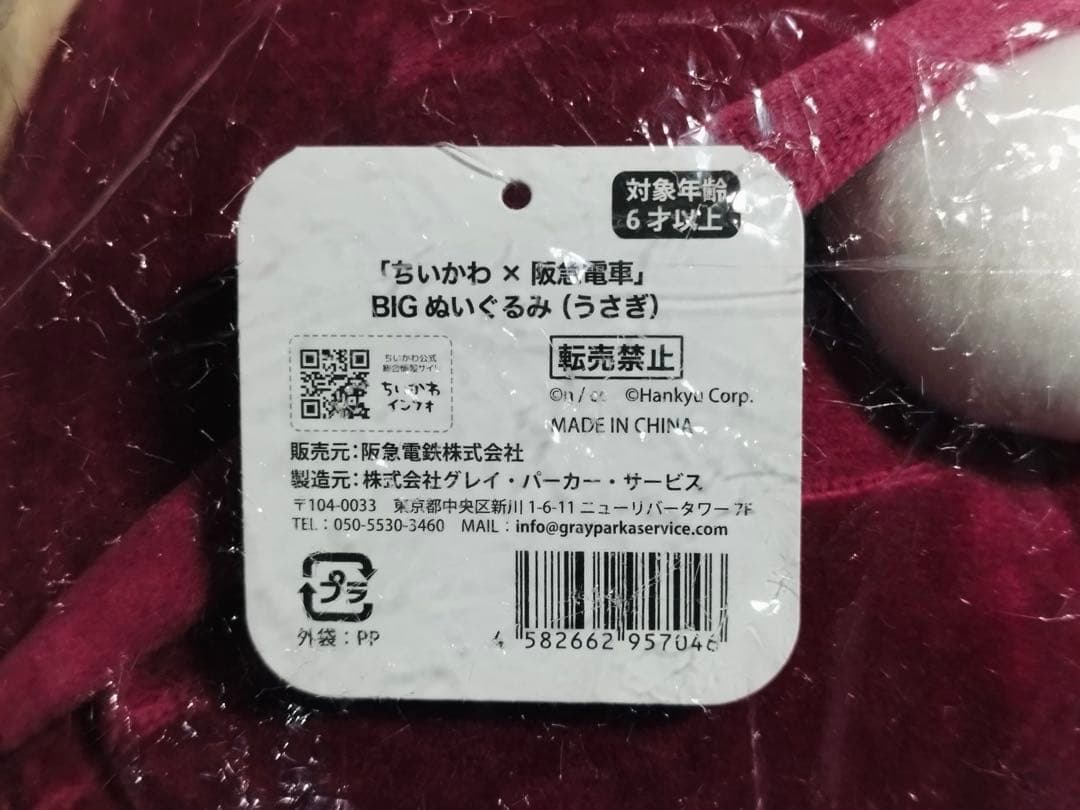 対象年齢
6才以上
「ちいかわ × 阪急電車」
BIG ぬいぐるみ(うさぎ)
ちいかわ公式
総合情報サイト
ちいかわ
インフォ
転売禁止
©n / ©Hankyu Corp.
MADE IN CHINA
販売元:阪急電鉄株式会社
製造元:株式会社グレイ・パーカー・サービス
〒104-0033 東京都中央区新川 1-6-11 ニューリバータワー 7F
TEL:050-5530-3460 MAIL:info@grayparkaservice.com
プラ
外袋:PP
4 582662 957046